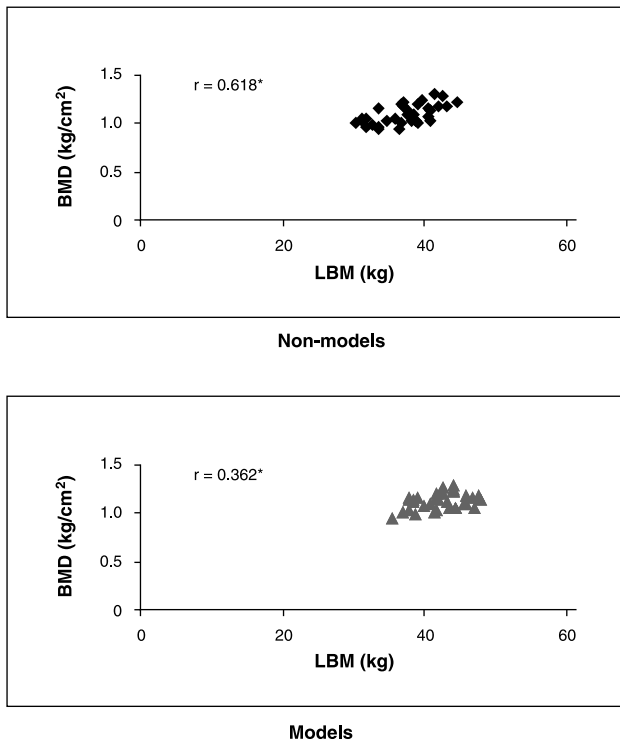 r = 0.618*
BMD (kg/cm²)
1.5
1.0
0.5
0
0 20 40 60
LBM (kg)
Non-models
r = 0.362*
BMD (kg/cm²)
1.5
1.0
0.5
0
0 20 40 60
LBM (kg)
Models